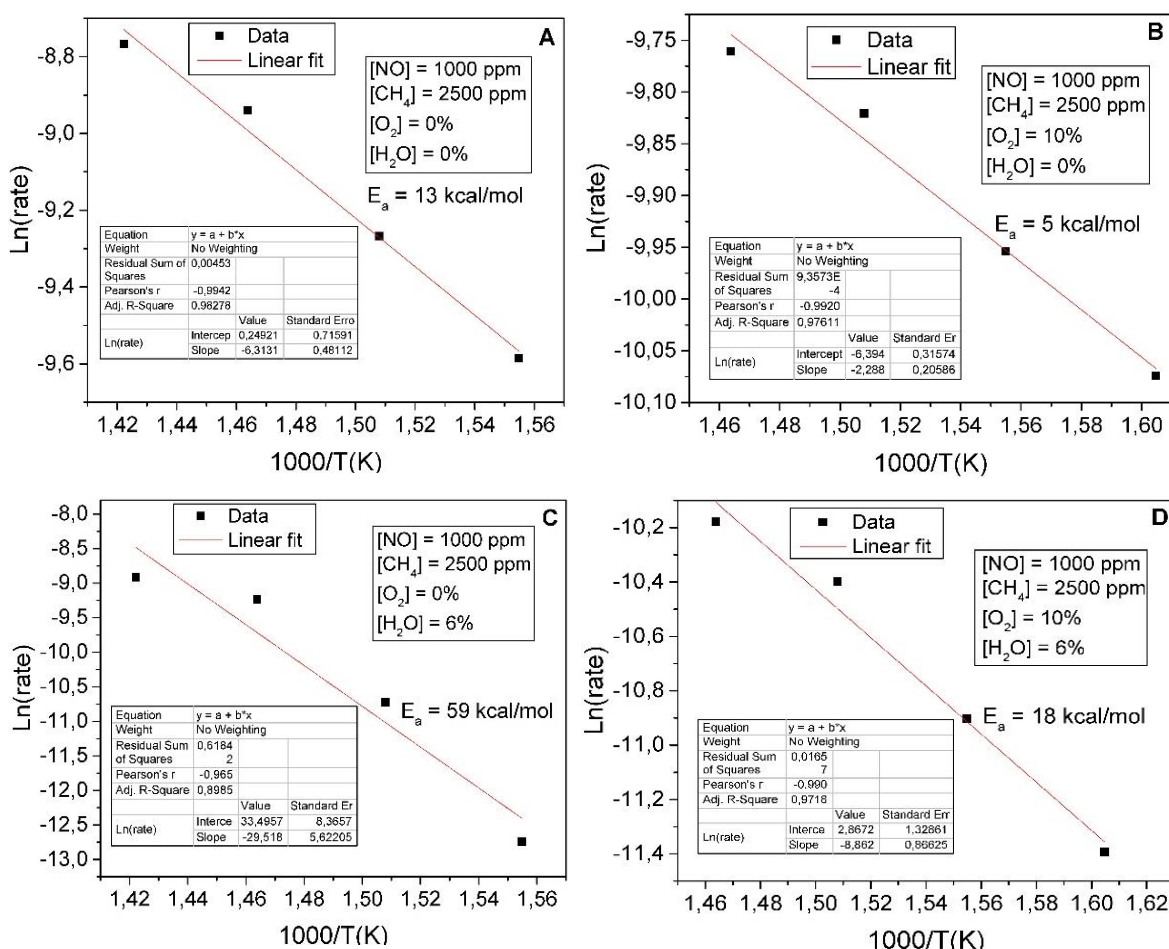 A
Data
Linear fit
[NO] = 1000 ppm
[CH₄] = 2500 ppm
[O₂] = 0%
[H₂O] = 0%
Eₐ = 13 kcal/mol
Equation y = a + b*x
Weight No Weighting
Residual Sum of Squares 0,00453
Pearson's r -0,9942
Adj. R-Square 0,98278
Value Standard Erro
Ln(rate) Intercep 0,24921 0,71591
Slope -6,3131 0,48112
Ln(rate)
-8,8
-9,0
-9,2
-9,4
-9,6
1,42 1,44 1,46 1,48 1,50 1,52 1,54 1,56
1000/T(K)
B
Data
Linear fit
[NO] = 1000 ppm
[CH₄] = 2500 ppm
[O₂] = 10%
[H₂O] = 0%
Eₐ = 5 kcal/mol
Equation y = a + b*x
Weight No Weighting
Residual Sum of Squares 9,3573E-4
Pearson's r -0,9920
Adj. R-Square 0,97611
Value Standard Er
Ln(rate) Intercept -6,394 0,31574
Slope -2,288 0,20586
Ln(rate)
-9,75
-9,80
-9,85
-9,90
-9,95
-10,00
-10,05
-10,10
1,46 1,48 1,50 1,52 1,54 1,56 1,58 1,60
1000/T(K)
C
Data
Linear fit
[NO] = 1000 ppm
[CH₄] = 2500 ppm
[O₂] = 0%
[H₂O] = 6%
Eₐ = 59 kcal/mol
Equation y = a + b*x
Weight No Weighting
Residual Sum of Squares 0,61842
Pearson's r -0,965
Adj. R-Square 0,8985
Value Standard Er
Ln(rate) Interce 33,4957 8,3657
Slope -29,518 5,62205
Ln(rate)
-8,0
-8,5
-9,0
-9,5
-10,0
-10,5
-11,0
-11,5
-12,0
-12,5
-13,0
1,42 1,44 1,46 1,48 1,50 1,52 1,54 1,56
1000/T(K)
D
Data
Linear fit
[NO] = 1000 ppm
[CH₄] = 2500 ppm
[O₂] = 10%
[H₂O] = 6%
Eₐ = 18 kcal/mol
Equation y = a + b*x
Weight No Weighting
Residual Sum of Squares 0,01657
Pearson's r -0.990
Adj. R-Square 0,9718
Value Standard Err
Ln(rate) Interce 2,8672 1,32861
Slope -8,862 0,86625
Ln(rate)
-10,2
-10,4
-10,6
-10,8
-11,0
-11,2
-11,4
1,46 1,48 1,50 1,52 1,54 1,56 1,58 1,60 1,62
1000/T(K)